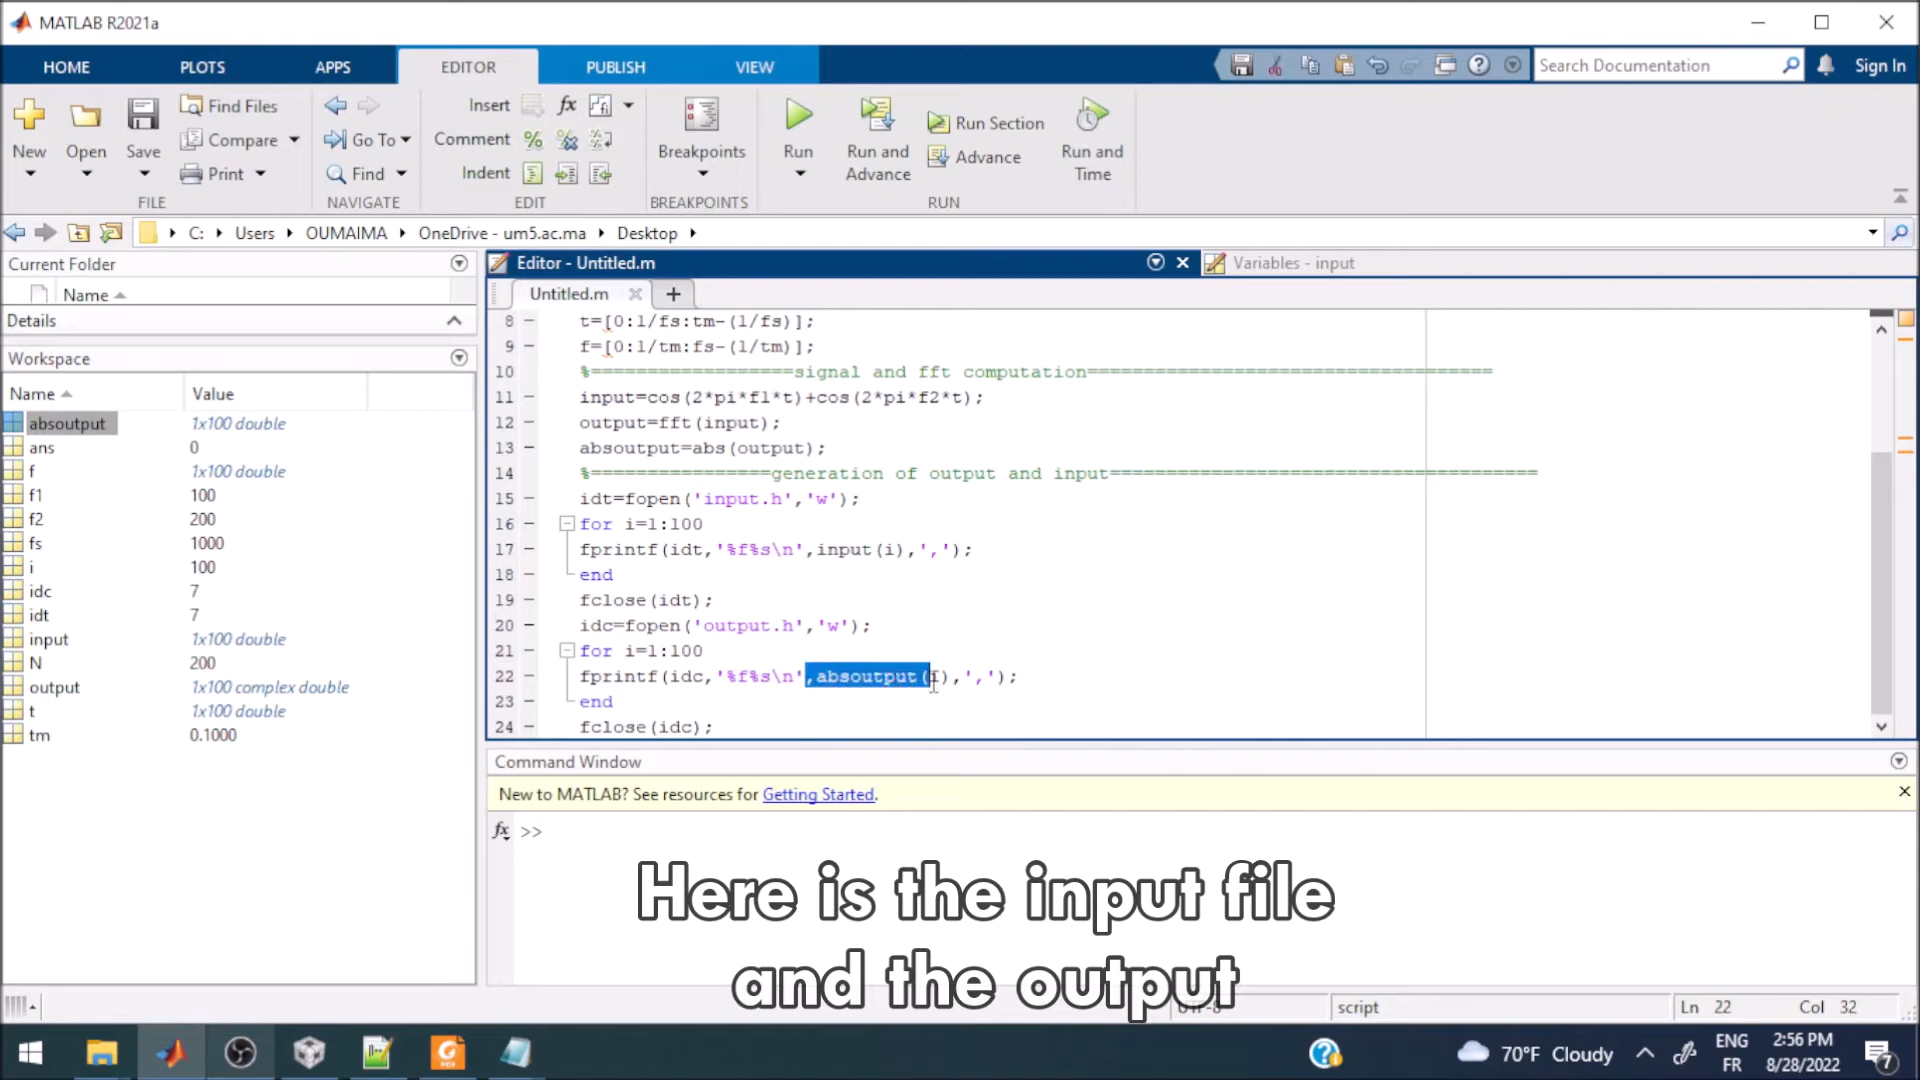 MATLAB R2021a
HOME PLOTS APPS EDITOR PUBLISH VIEW
Search Documentation
Sign In
New Open Save
Find Files
Compare
Print
FILE
Go To
Find
NAVIGATE
Insert fx
Comment
Indent
EDIT
Breakpoints
BREAKPOINTS
Run
Run and Advance
Run Section
Advance
Run and Time
RUN
C: Users OUMAIMA OneDrive - um5.ac.ma Desktop
Current Folder
Name
Details
Workspace
Name Value
absoutput 1x100 double
ans 0
f 1x100 double
f1 100
f2 200
fs 1000
i 100
idc 7
idt 7
input 1x100 double
N 200
output 1x100 complex double
t 1x100 double
tm 0.1000
Editor - Untitled.m
Variables - input
Untitled.m
8 – t=[0:1/fs:tm-(1/fs)];
9 – f=[0:1/tm:fs-(1/tm)];
10 %==================signal and fft computation====================================
11 – input=cos(2*pi*f1*t)+cos(2*pi*f2*t);
12 – output=fft(input);
13 – absoutput=abs(output);
14 %================generation of output and input======================================
15 – idt=fopen('input.h','w');
16 – for i=1:100
17 – fprintf(idt,'%f%s\n',input(i),',');
18 – end
19 – fclose(idt);
20 – idc=fopen('output.h','w');
21 – for i=1:100
22 – fprintf(idc,'%f%s\n',absoutput(i),',');
23 – end
24 – fclose(idc);
Command Window
New to MATLAB? See resources for Getting Started.
fx >>
Here is the input file
and the output
UTF-8 script Ln 22 Col 32
70°F Cloudy
ENG
FR
2:56 PM
8/28/2022
7